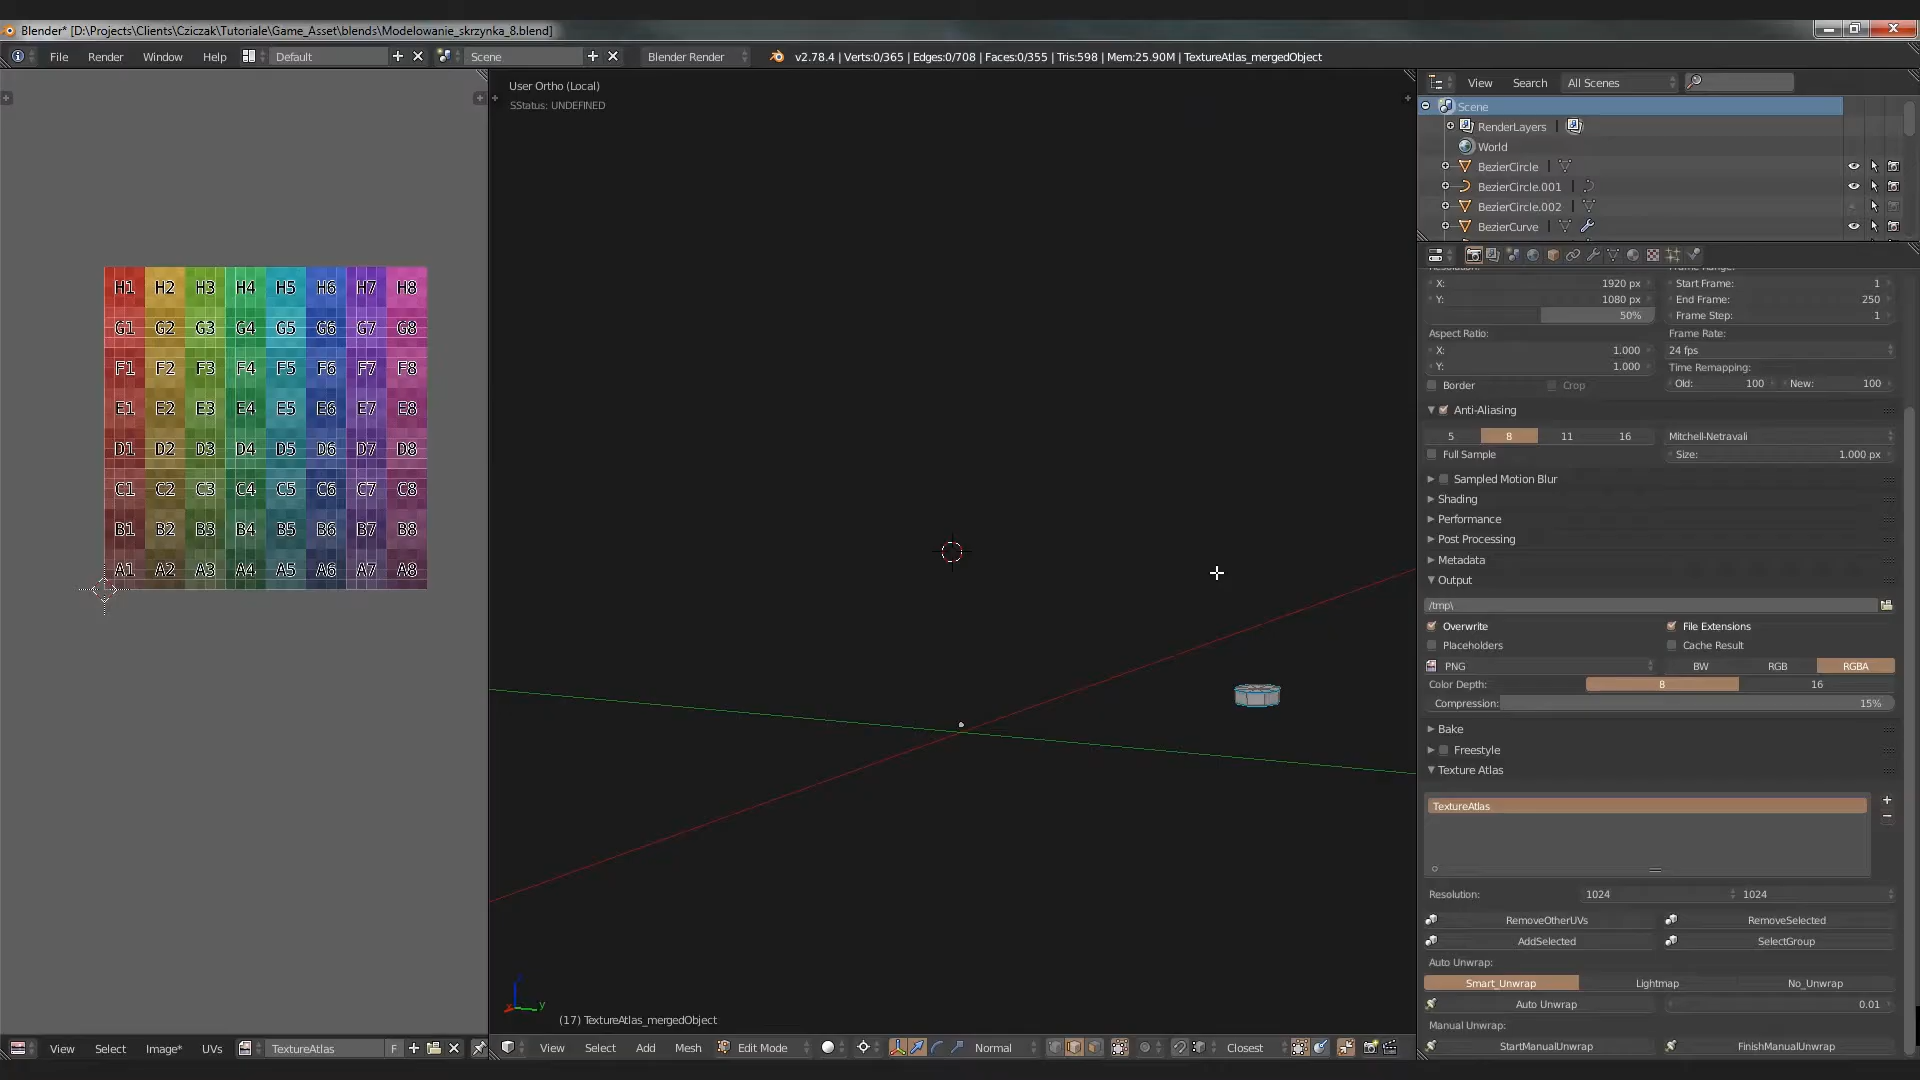 Blender* [D:\Projects\Clients\Cziczak\Tutoriale\Game_Asset\blends\Modelowanie_skrzynka_8.blend]
File Render Window Help Default Scene Blender Render v2.78.4 | Verts:0/365 | Edges:0/708 | Faces:0/355 | Tris:598 | Mem:25.90M | TextureAtlas_mergedObject
User Ortho (Local)
SStatus: UNDEFINED
H1 H2 H3 H4 H5 H6 H7 H8
G1 G2 G3 G4 G5 G6 G7 G8
F1 F2 F3 F4 F5 F6 F7 F8
E1 E2 E3 E4 E5 E6 E7 E8
D1 D2 D3 D4 D5 D6 D7 D8
C1 C2 C3 C4 C5 C6 C7 C8
B1 B2 B3 B4 B5 B6 B7 B8
A1 A2 A3 A4 A5 A6 A7 A8
x y
(17) TextureAtlas_mergedObject
View Select Image* UVs TextureAtlas F
View Select Add Mesh Edit Mode Normal Closest
View Search All Scenes
Scene
RenderLayers
World
BezierCircle
BezierCircle.001
BezierCircle.002
BezierCurve
Resolution: Frame Range:
X: 1920 px Start Frame: 1
Y: 1080 px End Frame: 250
50% Frame Step: 1
Aspect Ratio: Frame Rate:
X: 1.000 24 fps
Y: 1.000 Time Remapping:
Border Crop Old: 100 New: 100
Anti-Aliasing
5 8 11 16 Mitchell-Netravali
Full Sample Size: 1.000 px
Sampled Motion Blur
Shading
Performance
Post Processing
Metadata
Output
/tmp\
Overwrite File Extensions
Placeholders Cache Result
PNG BW RGB RGBA
Color Depth: 8 16
Compression: 15%
Bake
Freestyle
Texture Atlas
TextureAtlas
Resolution: 1024 1024
RemoveOtherUVs RemoveSelected
AddSelected SelectGroup
Auto Unwrap:
Smart_Unwrap Lightmap No_Unwrap
Auto Unwrap 0.01
Manual Unwrap:
StartManualUnwrap FinishManualUnwrap